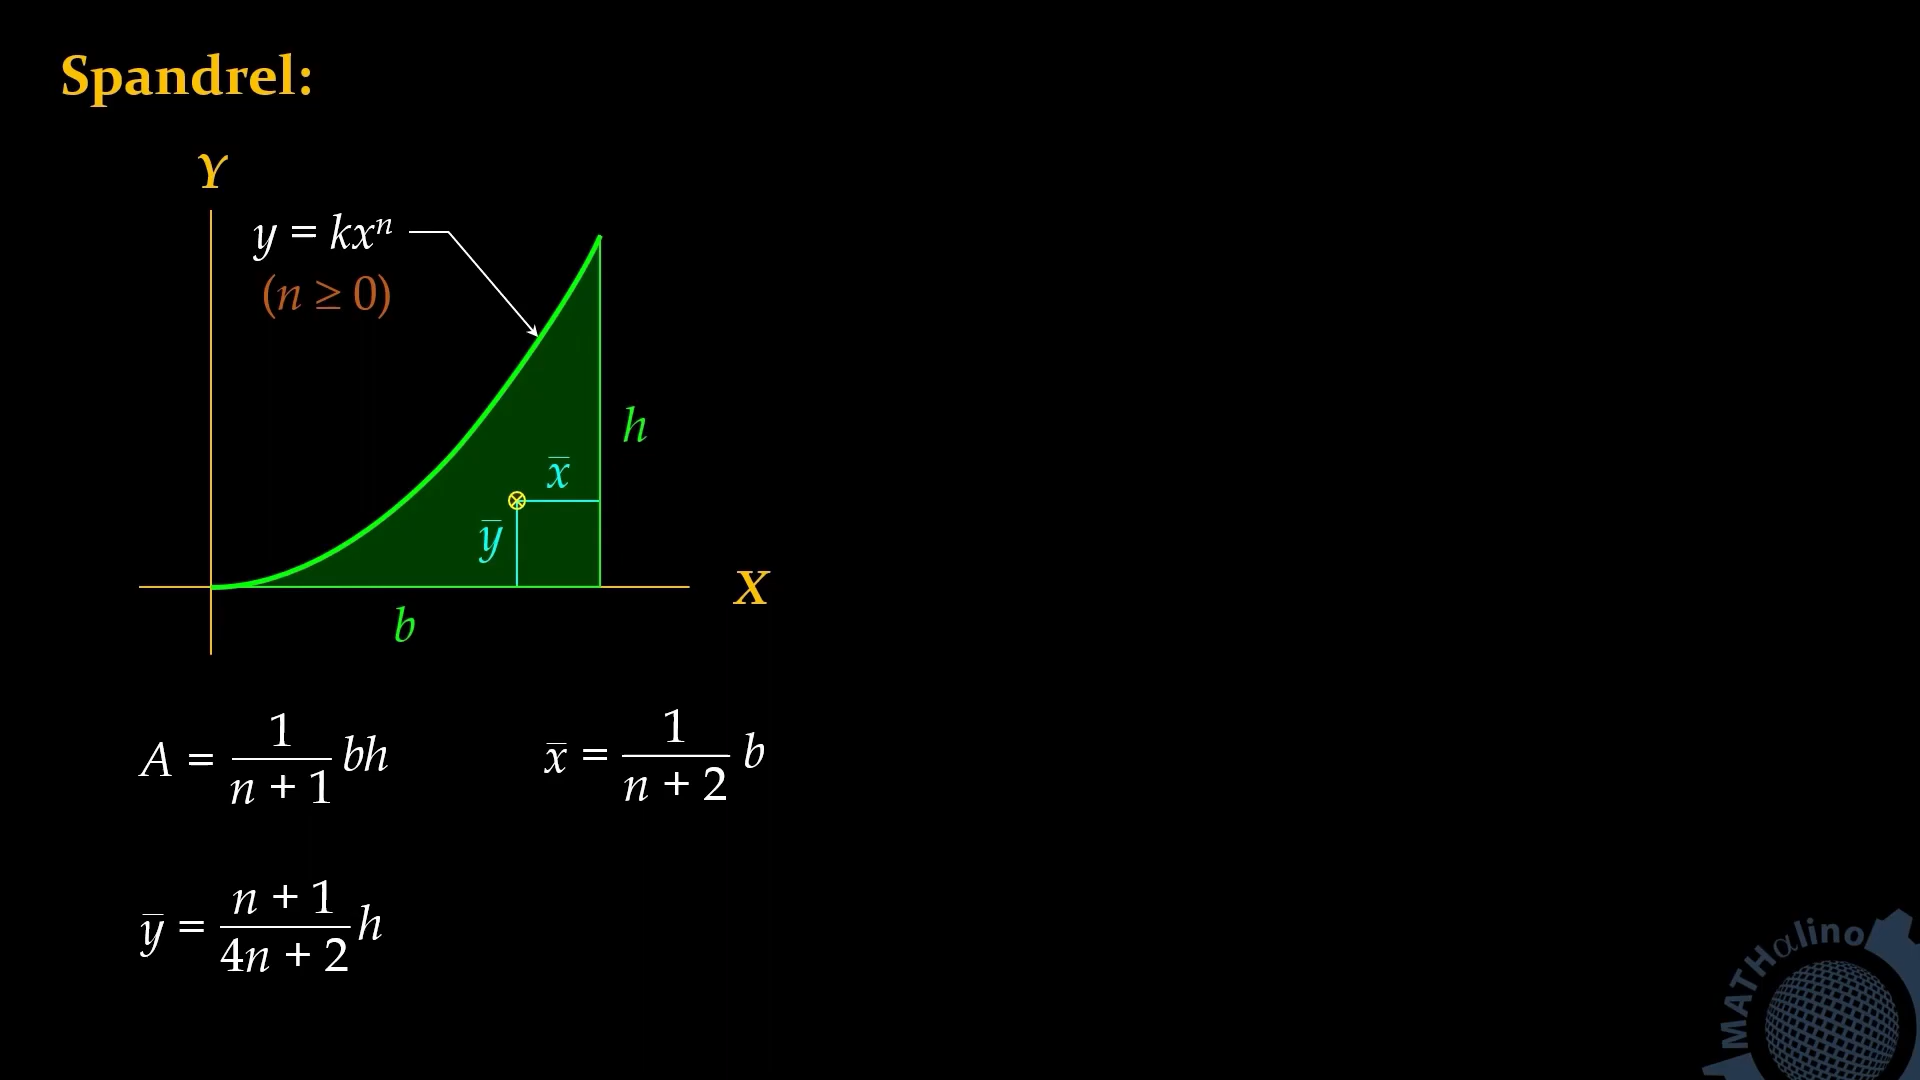 Spandrel:
Y
y = kxⁿ
(n ≥ 0)
h
x̅
y̅
X
b
A = 1/(n + 1) bh
x̅ = 1/(n + 2) b
y̅ = (n + 1)/(4n + 2) h
MATHalino